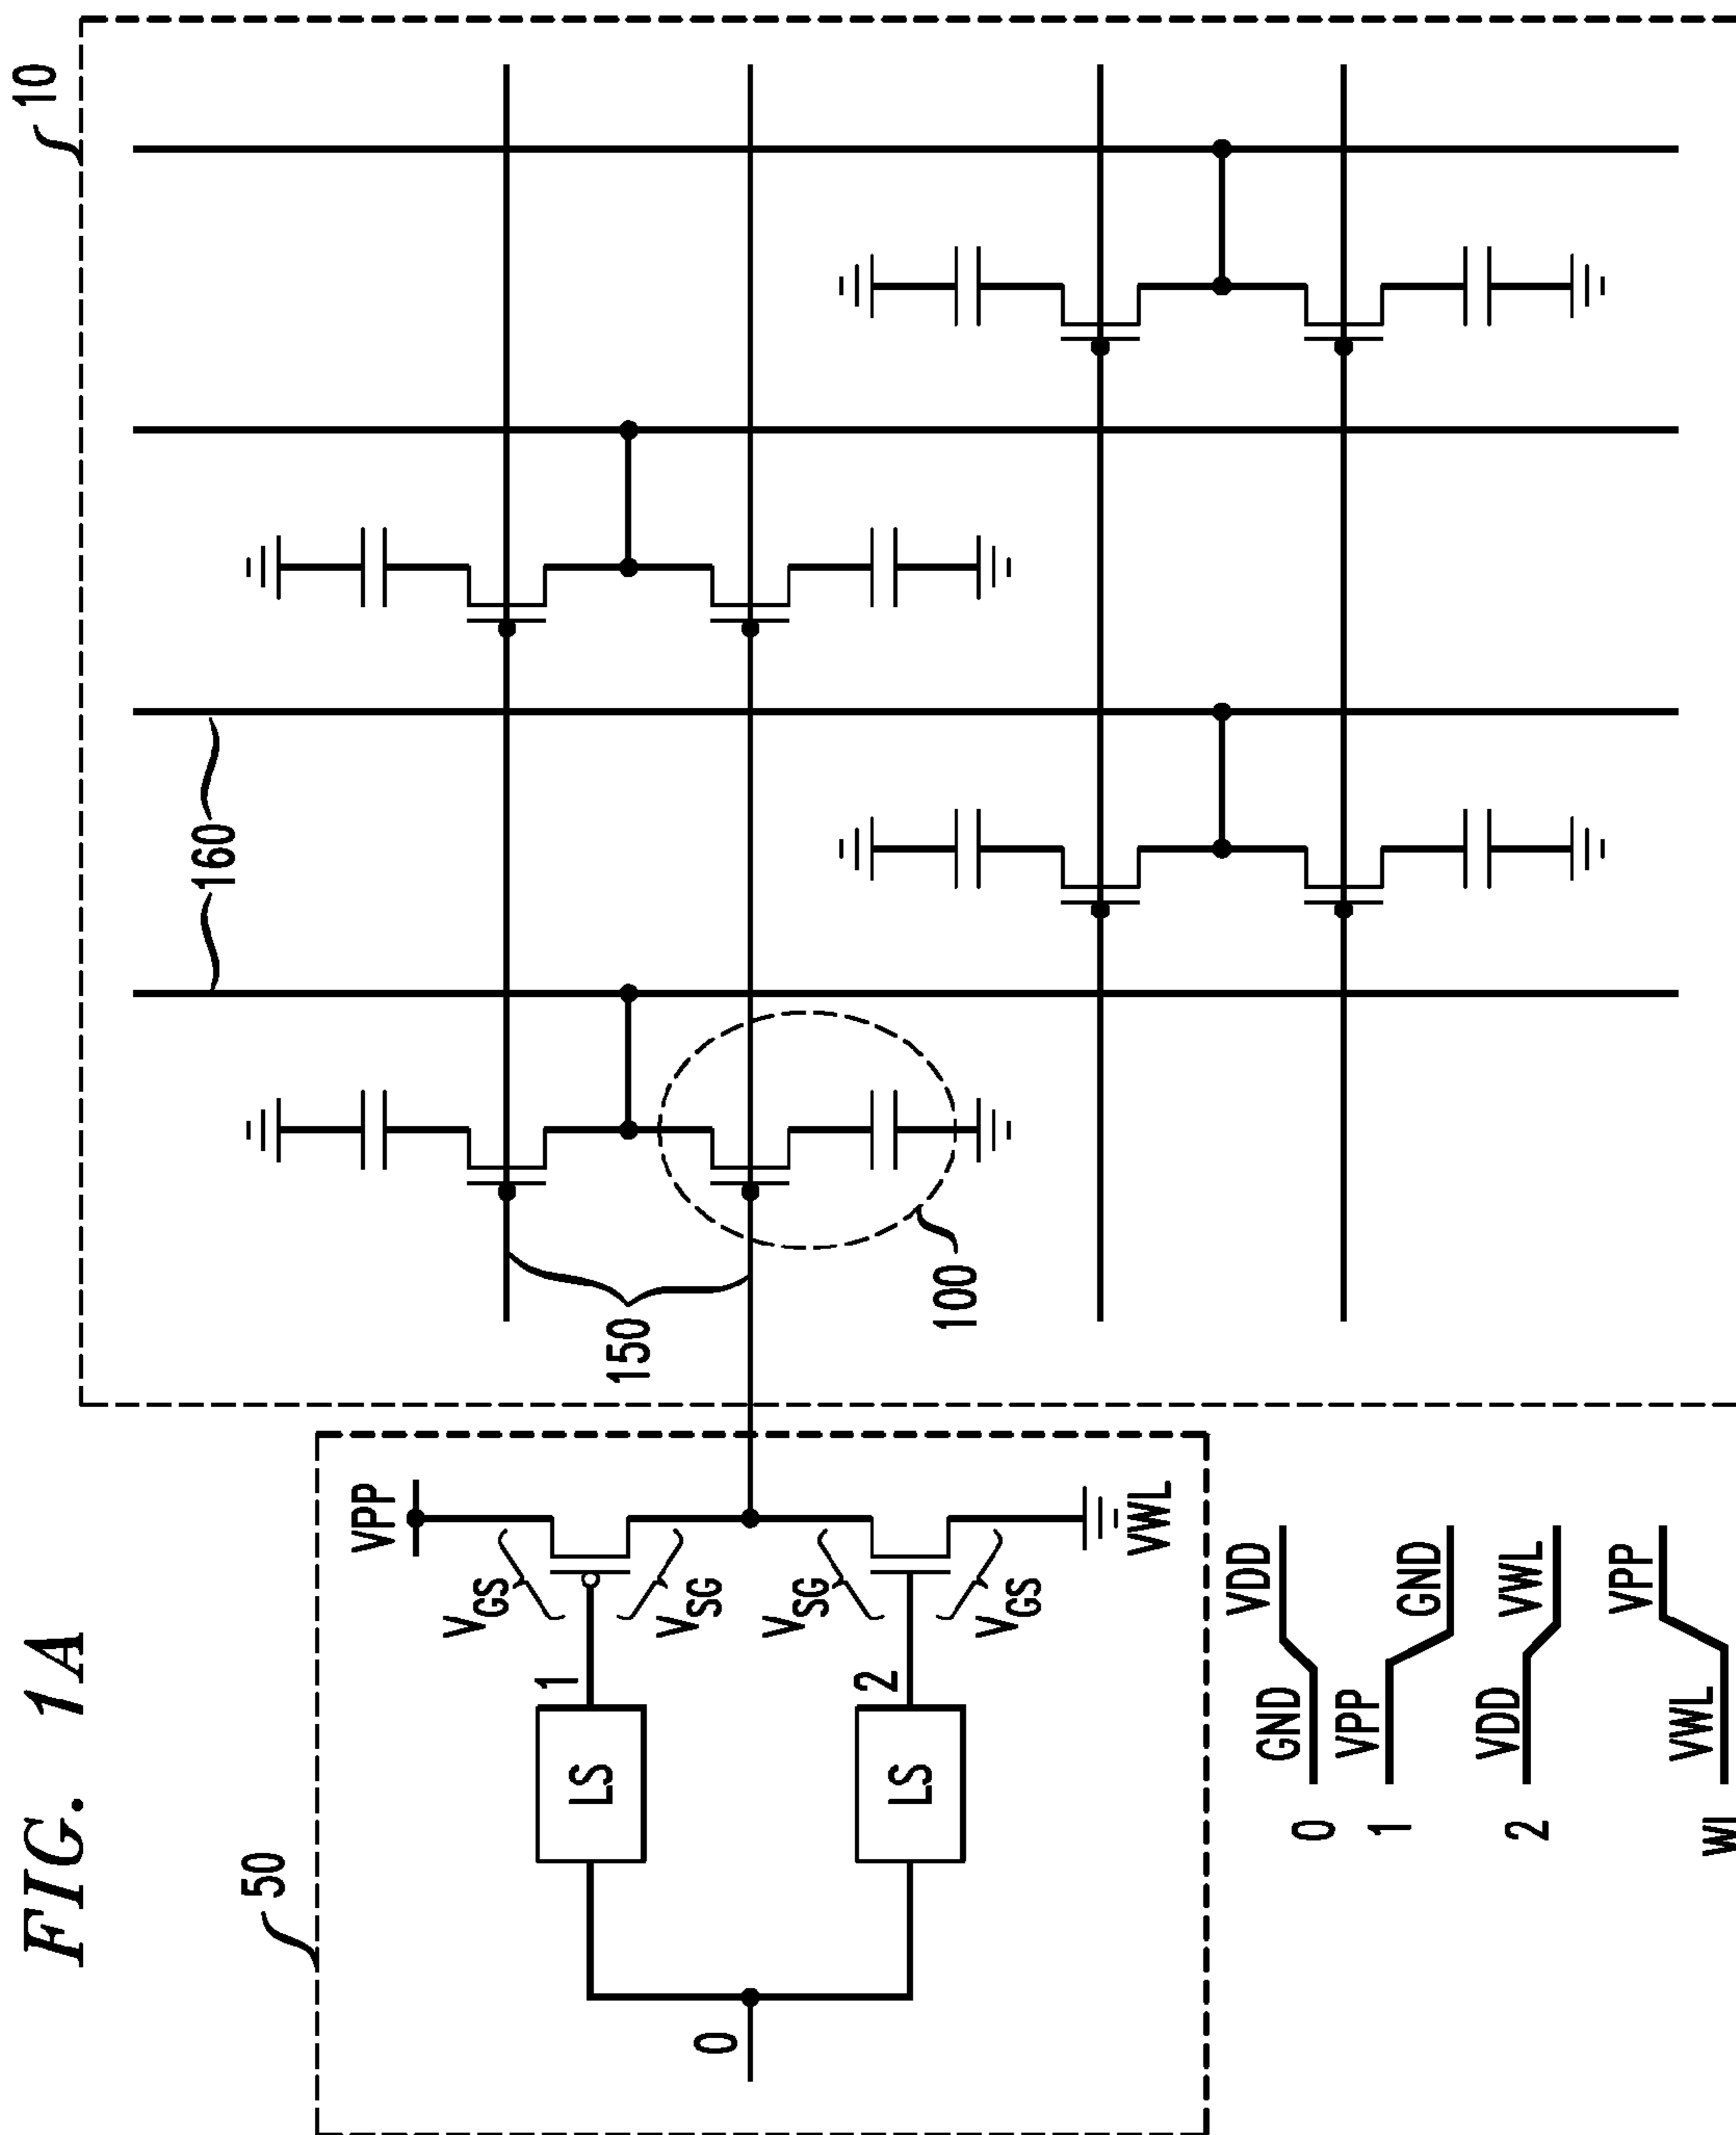 FIG. 1A
10
50
160
150
100
VPP
VGS
VSG
VSG
VGS
VWL
0
LS
1
LS
2
0 GND VDD
1 VPP GND
2 VDD VWL
WL VWL VPP